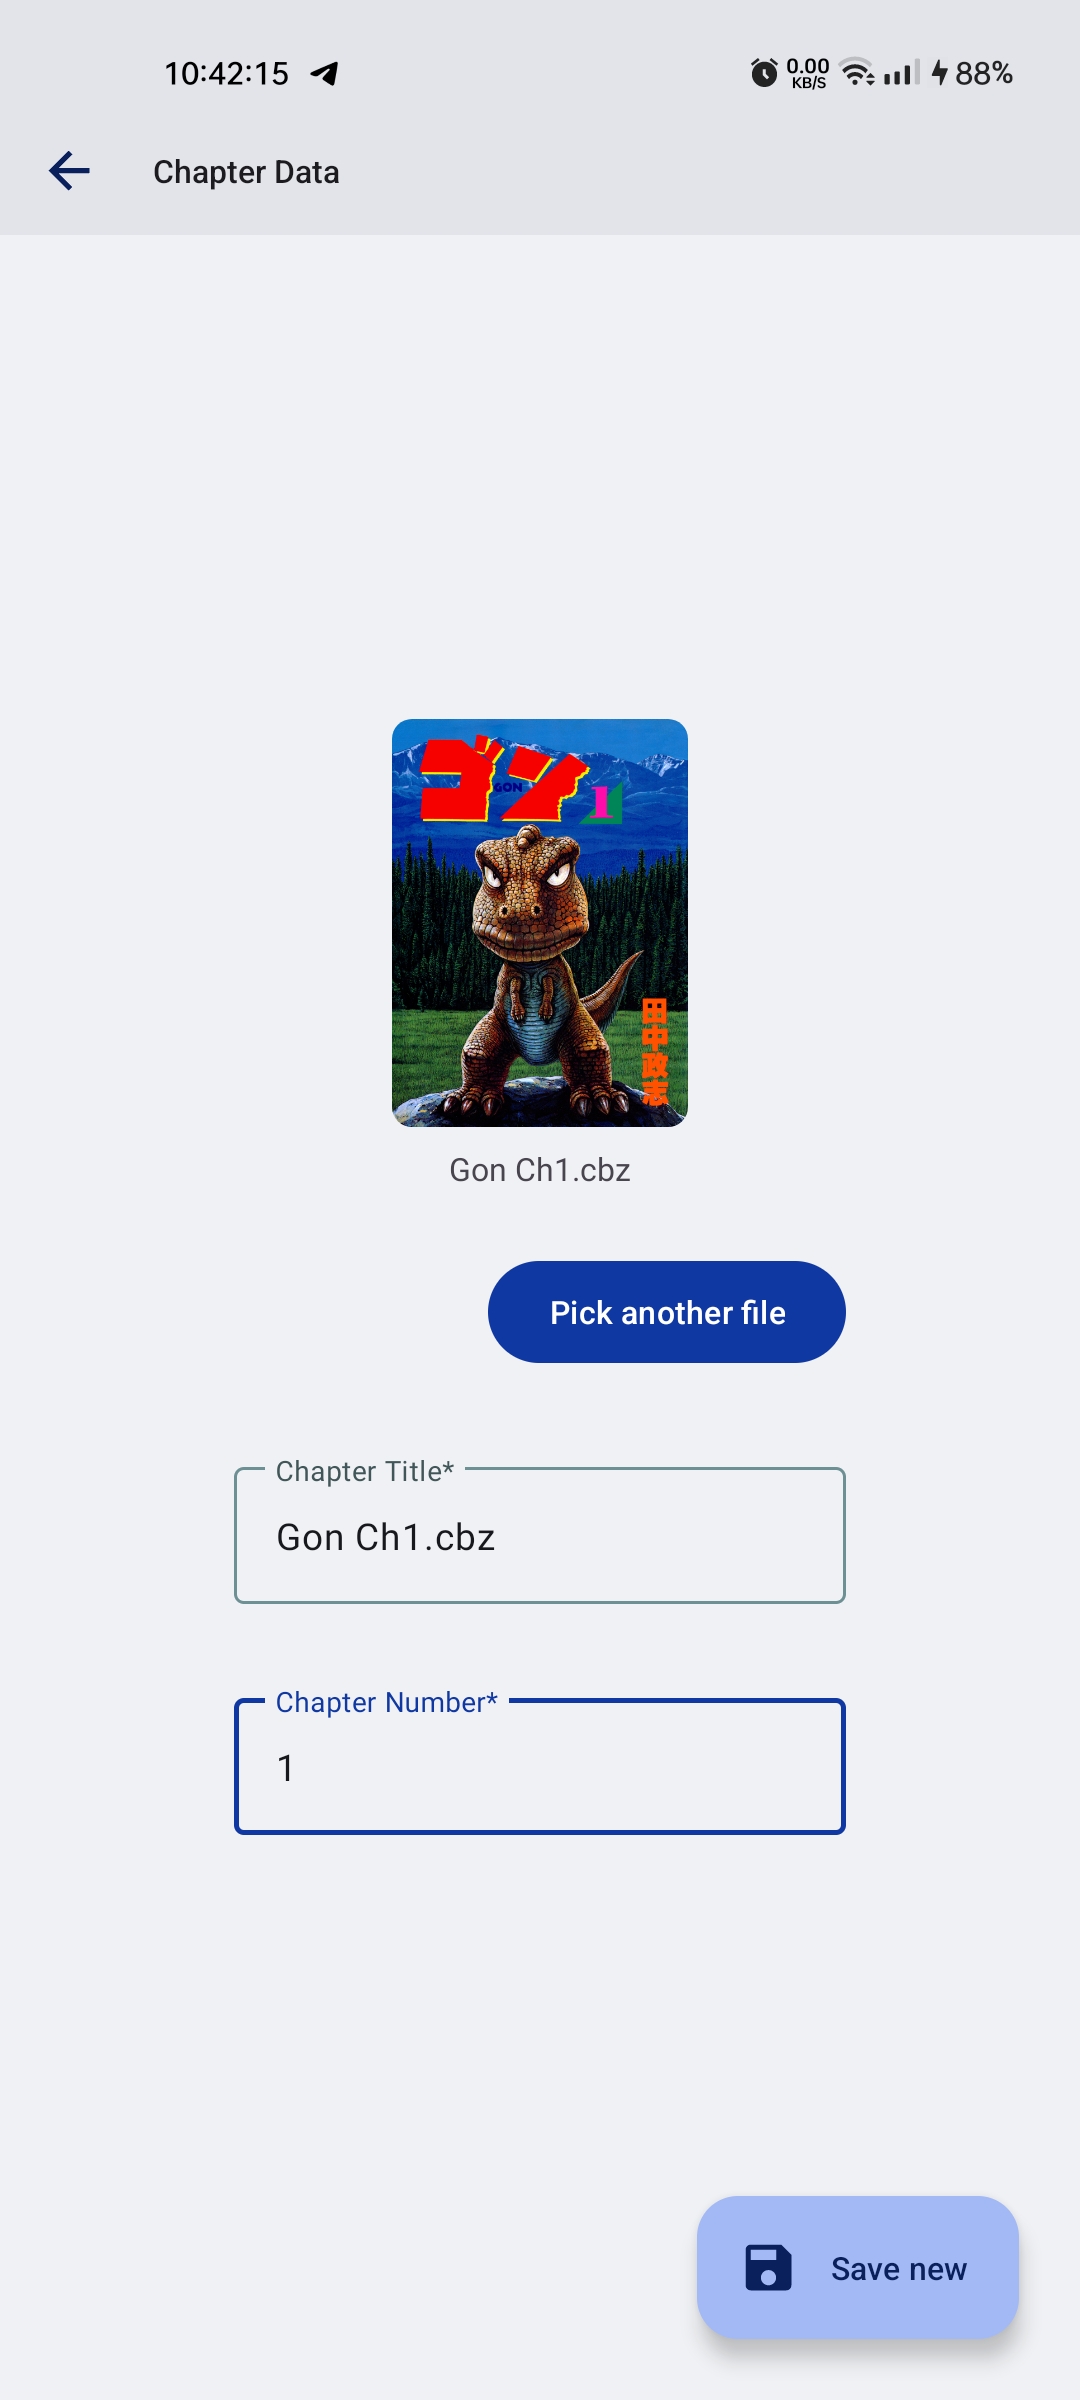 10:42:15
0.00
KB/S
88%
Chapter Data
ゴン
GON
1
田中政志
Gon Ch1.cbz
Pick another file
Chapter Title*
Gon Ch1.cbz
Chapter Number*
1
Save new